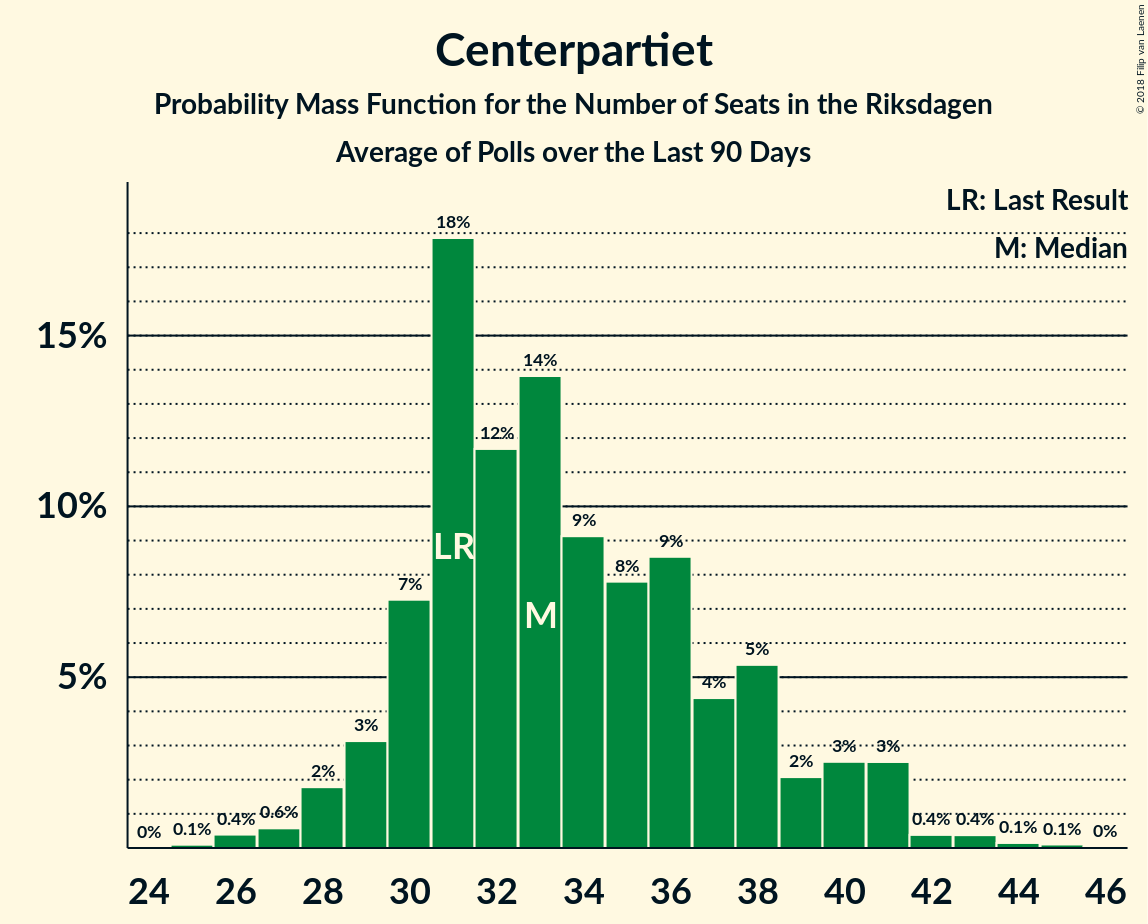 Centerpartiet
Probability Mass Function for the Number of Seats in the Riksdagen
Average of Polls over the Last 90 Days
© 2018 Filip van Laenen
LR: Last Result
M: Median
15%
10%
5%
0%
0.1%
0.4%
0.6%
2%
3%
7%
18%
12%
14%
9%
8%
9%
4%
5%
2%
3%
3%
0.4%
0.4%
0.1%
0.1%
0%
LR
M
24 26 28 30 32 34 36 38 40 42 44 46